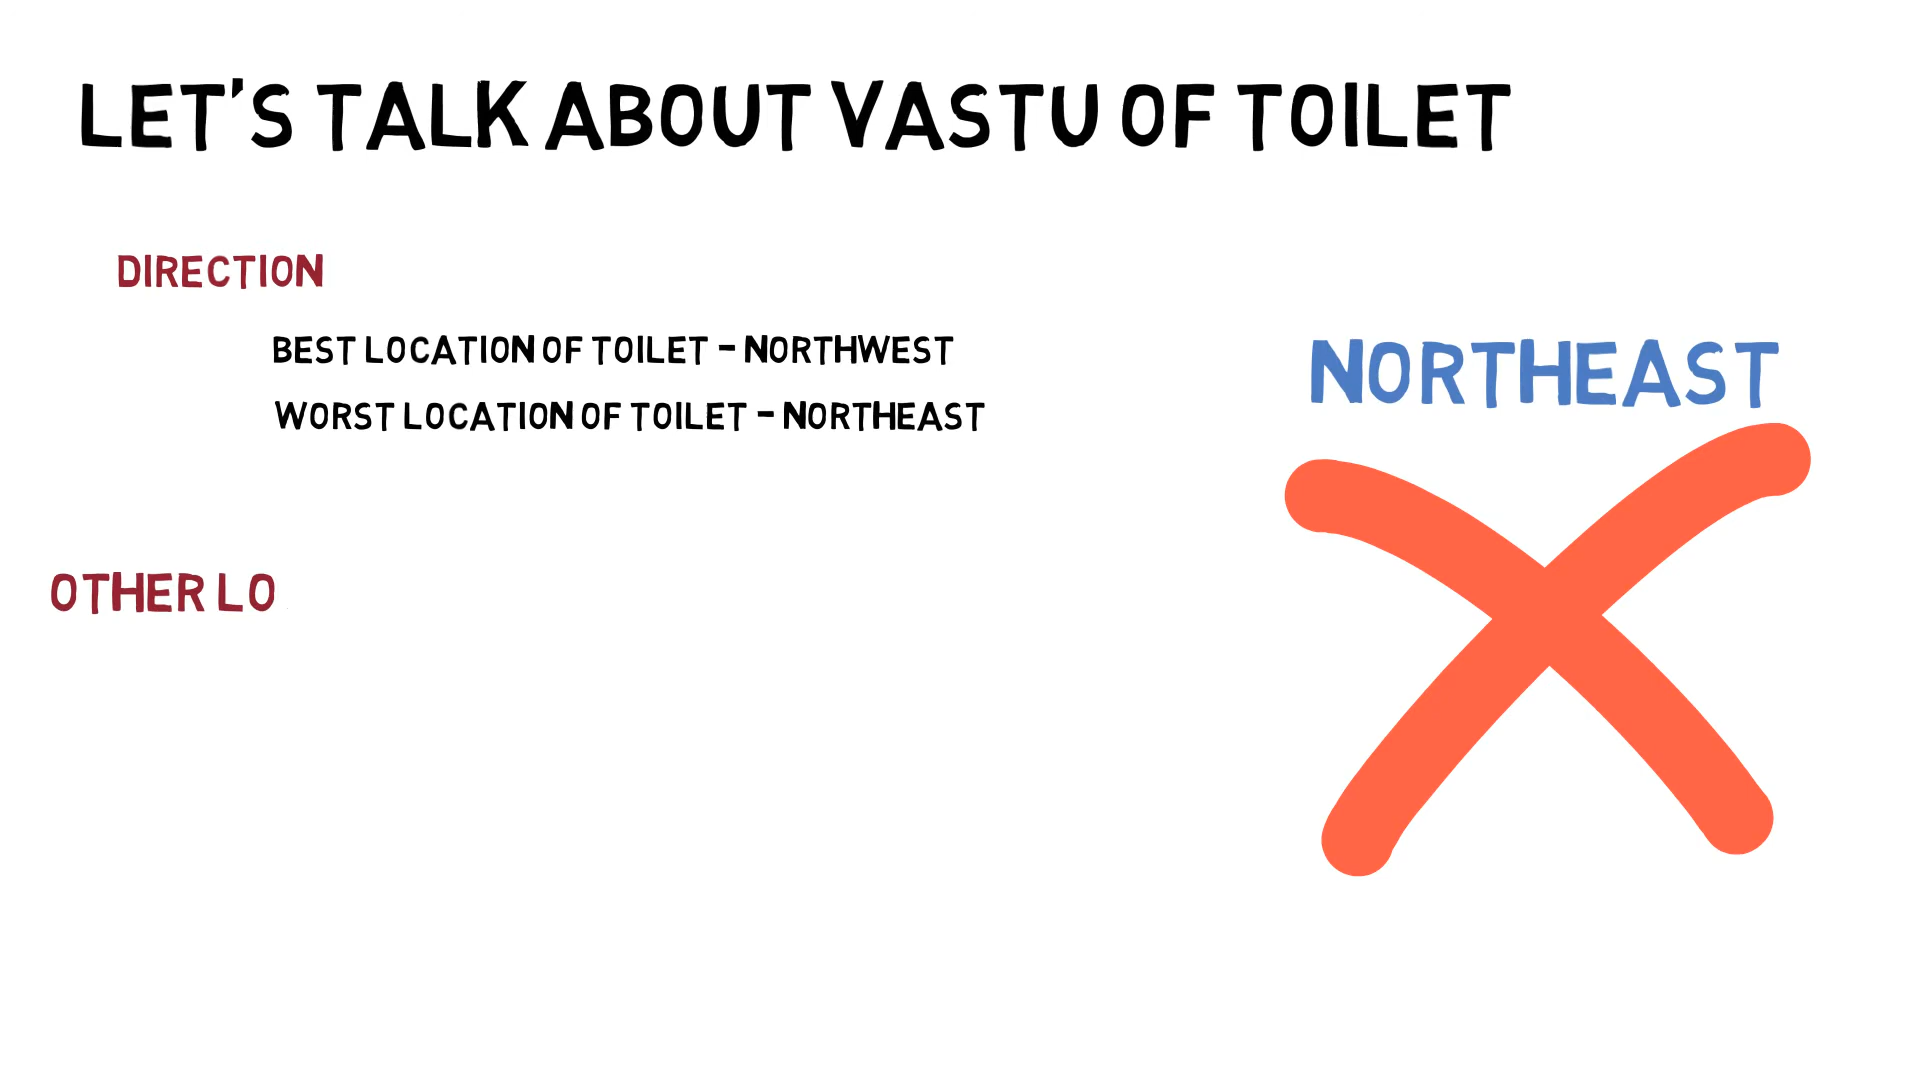 LET'S TALK ABOUT VASTU OF TOILET
DIRECTION
BEST LOCATION OF TOILET - NORTHWEST
WORST LOCATION OF TOILET - NORTHEAST
NORTHEAST
OTHER LO